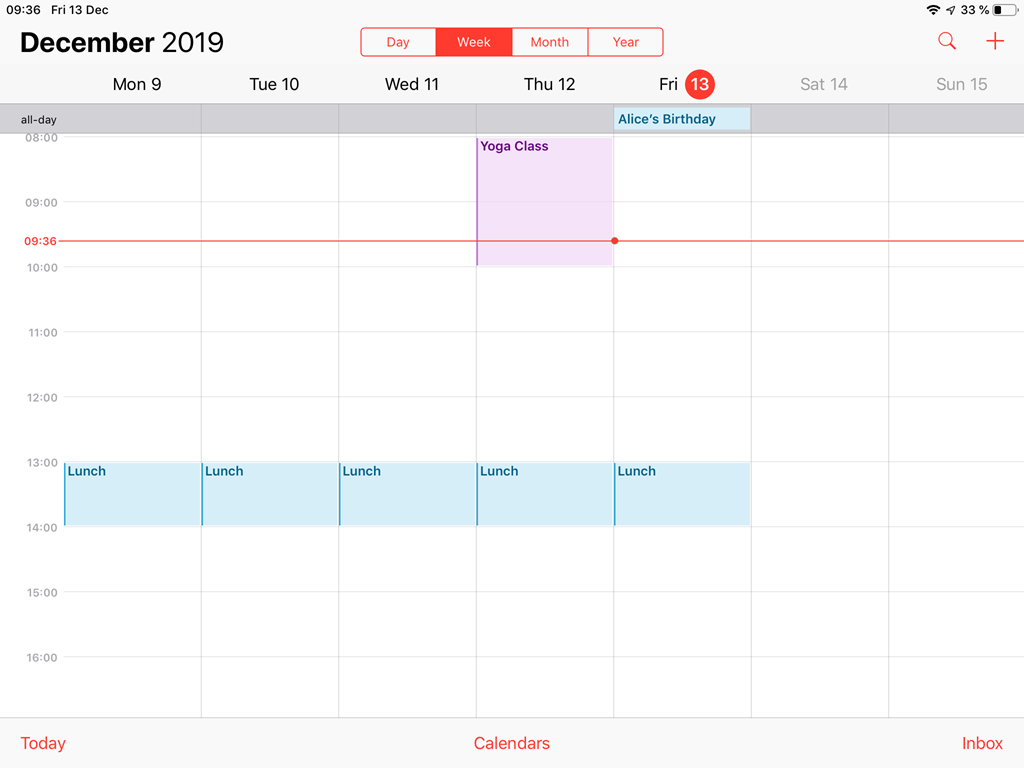 09:36 Fri 13 Dec 33 %
December 2019
Day Week Month Year
Mon 9 Tue 10 Wed 11 Thu 12 Fri 13 Sat 14 Sun 15
all-day Alice’s Birthday
08:00
Yoga Class
09:00
09:36
10:00
11:00
12:00
13:00
Lunch Lunch Lunch Lunch Lunch
14:00
15:00
16:00
Today Calendars Inbox